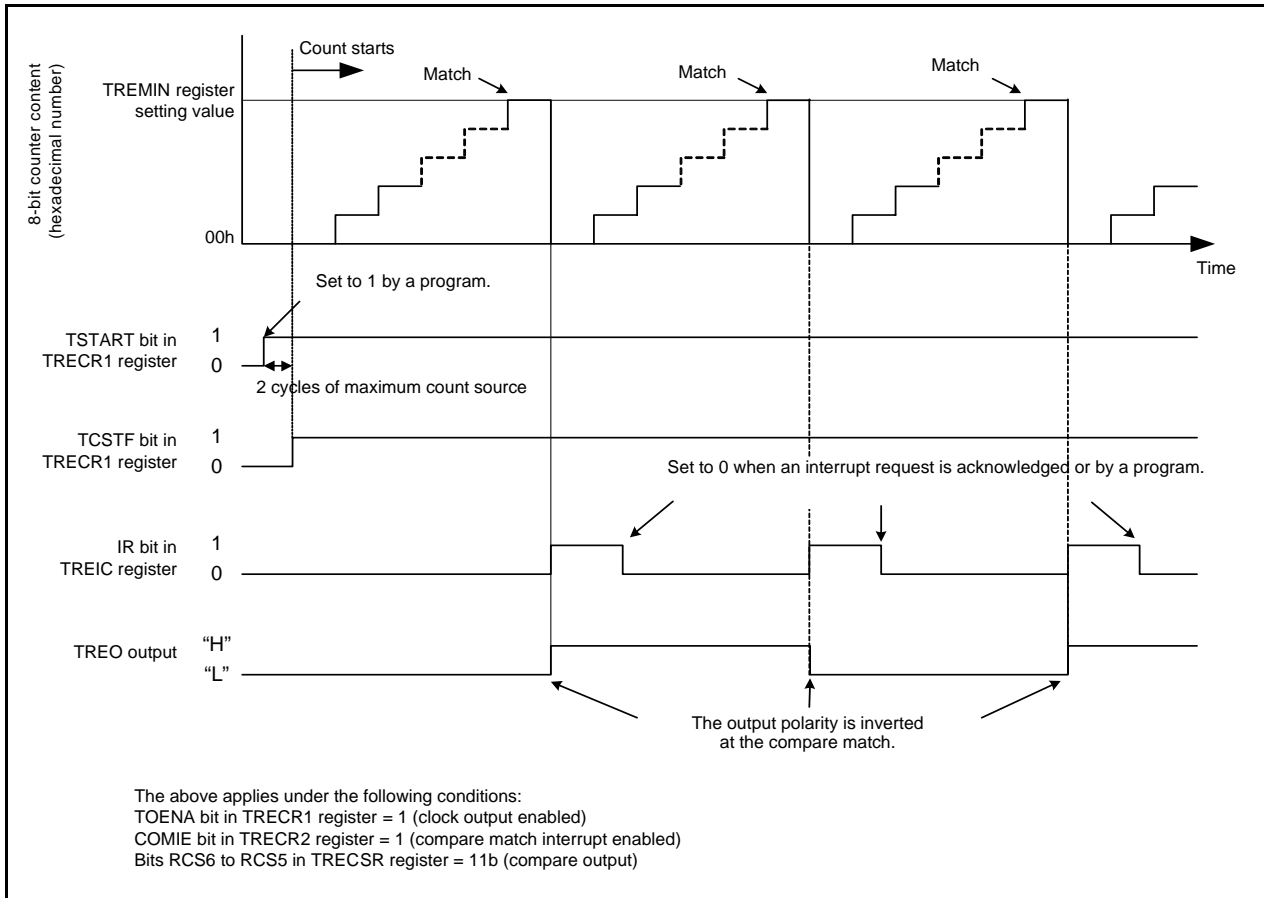 Count starts
Match
Match
Match
8-bit counter content
(hexadecimal number)
TREMIN register
setting value
00h
Time
Set to 1 by a program.
TSTART bit in
TRECR1 register
1
0
2 cycles of maximum count source
TCSTF bit in
TRECR1 register
1
0
Set to 0 when an interrupt request is acknowledged or by a program.
IR bit in
TREIC register
1
0
TREO output
“H”
“L”
The output polarity is inverted
at the compare match.
The above applies under the following conditions:
TOENA bit in TRECR1 register = 1 (clock output enabled)
COMIE bit in TRECR2 register = 1 (compare match interrupt enabled)
Bits RCS6 to RCS5 in TRECSR register = 11b (compare output)